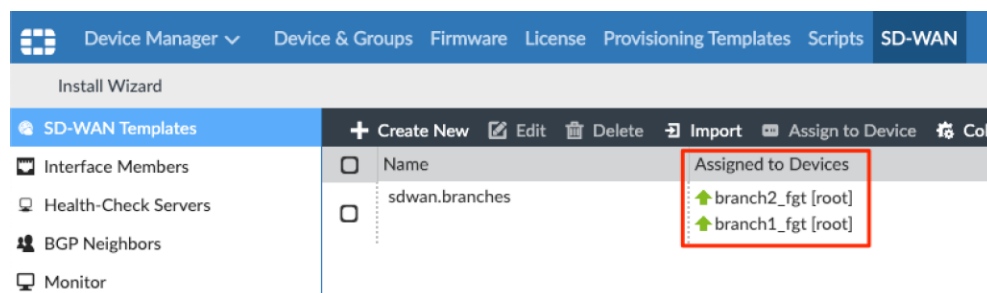 Device Manager Device & Groups Firmware License Provisioning Templates Scripts SD-WAN
Install Wizard
SD-WAN Templates
Interface Members
Health-Check Servers
BGP Neighbors
Monitor
Create New Edit Delete Import Assign to Device Col
Name Assigned to Devices
sdwan.branches branch2_fgt [root]
branch1_fgt [root]